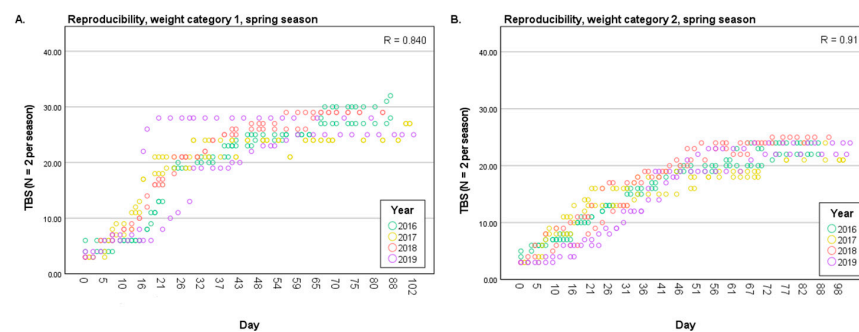 A.
Reproducibility, weight category 1, spring season
R = 0.840
TBS (N = 2 per season)
40.00
30.00
20.00
10.00
0.00
Year
2016
2017
2018
2019
0 5 10 16 21 27 32 37 43 48 54 59 65 70 75 80 88 102
Day
B.
Reproducibility, weight category 2, spring season
R = 0.91
TBS (N = 2 per season)
40.00
30.00
20.00
10.00
0.00
Year
2016
2017
2018
2019
0 5 10 16 21 26 31 36 41 46 51 56 61 67 72 77 82 88 98
Day